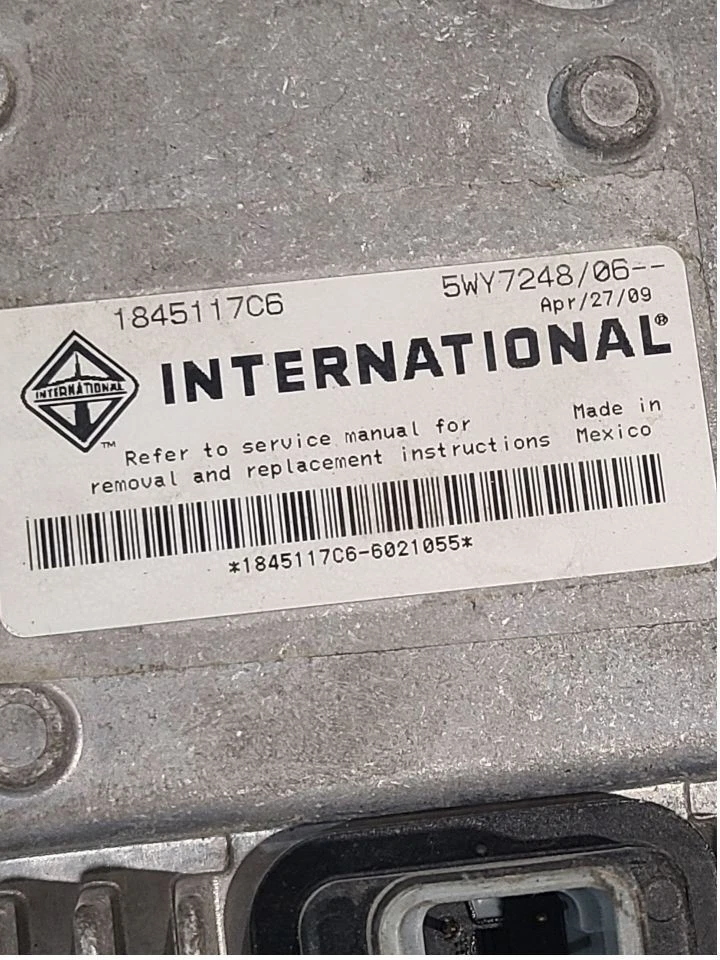 1845117C6 5WY7248/06--
Apr/27/09
INTERNATIONAL INTERNATIONAL®
™
Refer to service manual for Made in
removal and replacement instructions Mexico
*1845117C6-6021055*